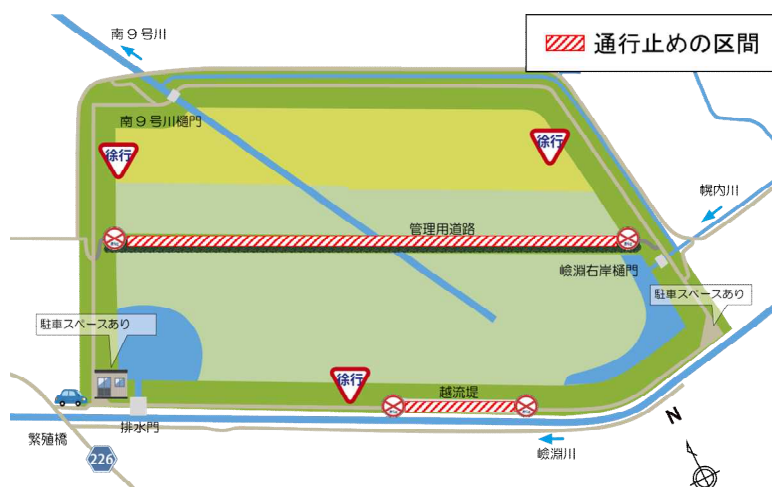 南９号川
通行止めの区間
南９号川樋門
徐行
徐行
幌内川
管理用道路
嶮淵右岸樋門
駐車スペースあり
駐車スペースあり
徐行
越流堤
排水門
繁殖橋
嶮淵川
226
N